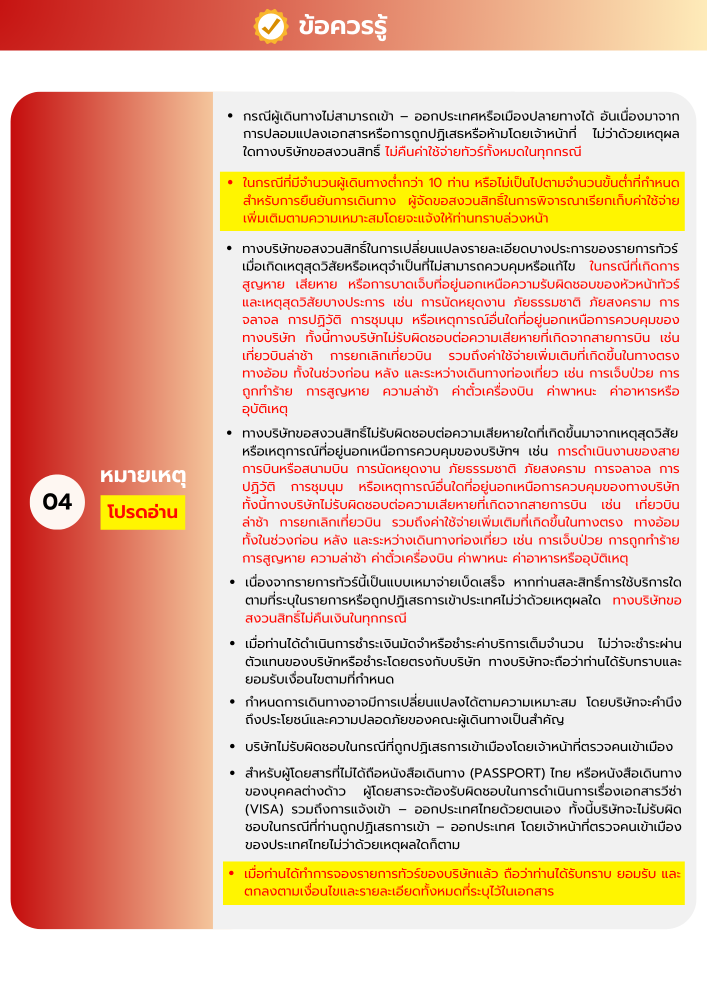 ข้อควรรู้
• กรณีผู้เดินทางไม่สามารถเข้า – ออกประเทศหรือเมืองปลายทางได้ อันเนื่องมาจาก
การปลอมแปลงเอกสารหรือการถูกปฏิเสธหรือห้ามโดยเจ้าหน้าที่ ไม่ว่าด้วยเหตุผล
ใดทางบริษัทขอสงวนสิทธิ์ ไม่คืนค่าใช้จ่ายทัวร์ทั้งหมดในทุกกรณี
• ในกรณีที่มีจำนวนผู้เดินทางต่ำกว่า 10 ท่าน หรือไม่เป็นไปตามจำนวนขั้นต่ำที่กำหนด
สำหรับการยืนยันการเดินทาง ผู้จัดขอสงวนสิทธิ์ในการพิจารณาเรียกเก็บค่าใช้จ่าย
เพิ่มเติมตามความเหมาะสมโดยจะแจ้งให้ท่านทราบล่วงหน้า
• ทางบริษัทขอสงวนสิทธิ์ในการเปลี่ยนแปลงรายละเอียดบางประการของรายการทัวร์
เมื่อเกิดเหตุสุดวิสัยหรือเหตุจำเป็นที่ไม่สามารถควบคุมหรือแก้ไข ในกรณีที่เกิดการ
สูญหาย เสียหาย หรือการบาดเจ็บที่อยู่นอกเหนือความรับผิดชอบของหัวหน้าทัวร์
และเหตุสุดวิสัยบางประการ เช่น การนัดหยุดงาน ภัยธรรมชาติ ภัยสงคราม การ
จลาจล การปฏิวัติ การชุมนุม หรือเหตุการณ์อื่นใดที่อยู่นอกเหนือการควบคุมของ
ทางบริษัท ทั้งนี้ทางบริษัทไม่รับผิดชอบต่อความเสียหายที่เกิดจากสายการบิน เช่น
เที่ยวบินล่าช้า การยกเลิกเที่ยวบิน รวมถึงค่าใช้จ่ายเพิ่มเติมที่เกิดขึ้นในทางตรง
ทางอ้อม ทั้งในช่วงก่อน หลัง และระหว่างเดินทางท่องเที่ยว เช่น การเจ็บป่วย การ
ถูกทำร้าย การสูญหาย ความล่าช้า ค่าตั๋วเครื่องบิน ค่าพาหนะ ค่าอาหารหรือ
อุบัติเหตุ
• ทางบริษัทขอสงวนสิทธิ์ไม่รับผิดชอบต่อความเสียหายใดที่เกิดขึ้นมาจากเหตุสุดวิสัย
หรือเหตุการณ์ที่อยู่นอกเหนือการควบคุมของบริษัทฯ เช่น การดำเนินงานของสาย
การบินหรือสนามบิน การนัดหยุดงาน ภัยธรรมชาติ ภัยสงคราม การจลาจล การ
ปฏิวัติ การชุมนุม หรือเหตุการณ์อื่นใดที่อยู่นอกเหนือการควบคุมของทางบริษัท
ทั้งนี้ทางบริษัทไม่รับผิดชอบต่อความเสียหายที่เกิดจากสายการบิน เช่น เที่ยวบิน
ล่าช้า การยกเลิกเที่ยวบิน รวมถึงค่าใช้จ่ายเพิ่มเติมที่เกิดขึ้นในทางตรง ทางอ้อม
ทั้งในช่วงก่อน หลัง และระหว่างเดินทางท่องเที่ยว เช่น การเจ็บป่วย การถูกทำร้าย
การสูญหาย ความล่าช้า ค่าตั๋วเครื่องบิน ค่าพาหนะ ค่าอาหารหรืออุบัติเหตุ
04
หมายเหตุ
โปรดอ่าน
• เนื่องจากรายการทัวร์นี้เป็นแบบเหมาจ่ายเบ็ดเสร็จ หากท่านสละสิทธิ์การใช้บริการใด
ตามที่ระบุในรายการหรือถูกปฏิเสธการเข้าประเทศไม่ว่าด้วยเหตุผลใด ทางบริษัทขอ
สงวนสิทธิ์ไม่คืนเงินในทุกกรณี
• เมื่อท่านได้ดำเนินการชำระเงินมัดจำหรือชำระค่าบริการเต็มจำนวน ไม่ว่าจะชำระผ่าน
ตัวแทนของบริษัทหรือชำระโดยตรงกับบริษัท ทางบริษัทจะถือว่าท่านได้รับทราบและ
ยอมรับเงื่อนไขตามที่กำหนด
• กำหนดการเดินทางอาจมีการเปลี่ยนแปลงได้ตามความเหมาะสม โดยบริษัทจะคำนึง
ถึงประโยชน์และความปลอดภัยของคณะผู้เดินทางเป็นสำคัญ
• บริษัทไม่รับผิดชอบในกรณีที่ถูกปฏิเสธการเข้าเมืองโดยเจ้าหน้าที่ตรวจคนเข้าเมือง
• สำหรับผู้โดยสารที่ไม่ได้ถือหนังสือเดินทาง (PASSPORT) ไทย หรือหนังสือเดินทาง
ของบุคคลต่างด้าว ผู้โดยสารจะต้องรับผิดชอบในการดำเนินการเรื่องเอกสารวีซ่า
(VISA) รวมถึงการแจ้งเข้า – ออกประเทศไทยด้วยตนเอง ทั้งนี้บริษัทจะไม่รับผิด
ชอบในกรณีที่ท่านถูกปฏิเสธการเข้า – ออกประเทศ โดยเจ้าหน้าที่ตรวจคนเข้าเมือง
ของประเทศไทยไม่ว่าด้วยเหตุผลใดก็ตาม
• เมื่อท่านได้ทำการจองรายการทัวร์ของบริษัทแล้ว ถือว่าท่านได้รับทราบ ยอมรับ และ
ตกลงตามเงื่อนไขและรายละเอียดทั้งหมดที่ระบุไว้ในเอกสาร